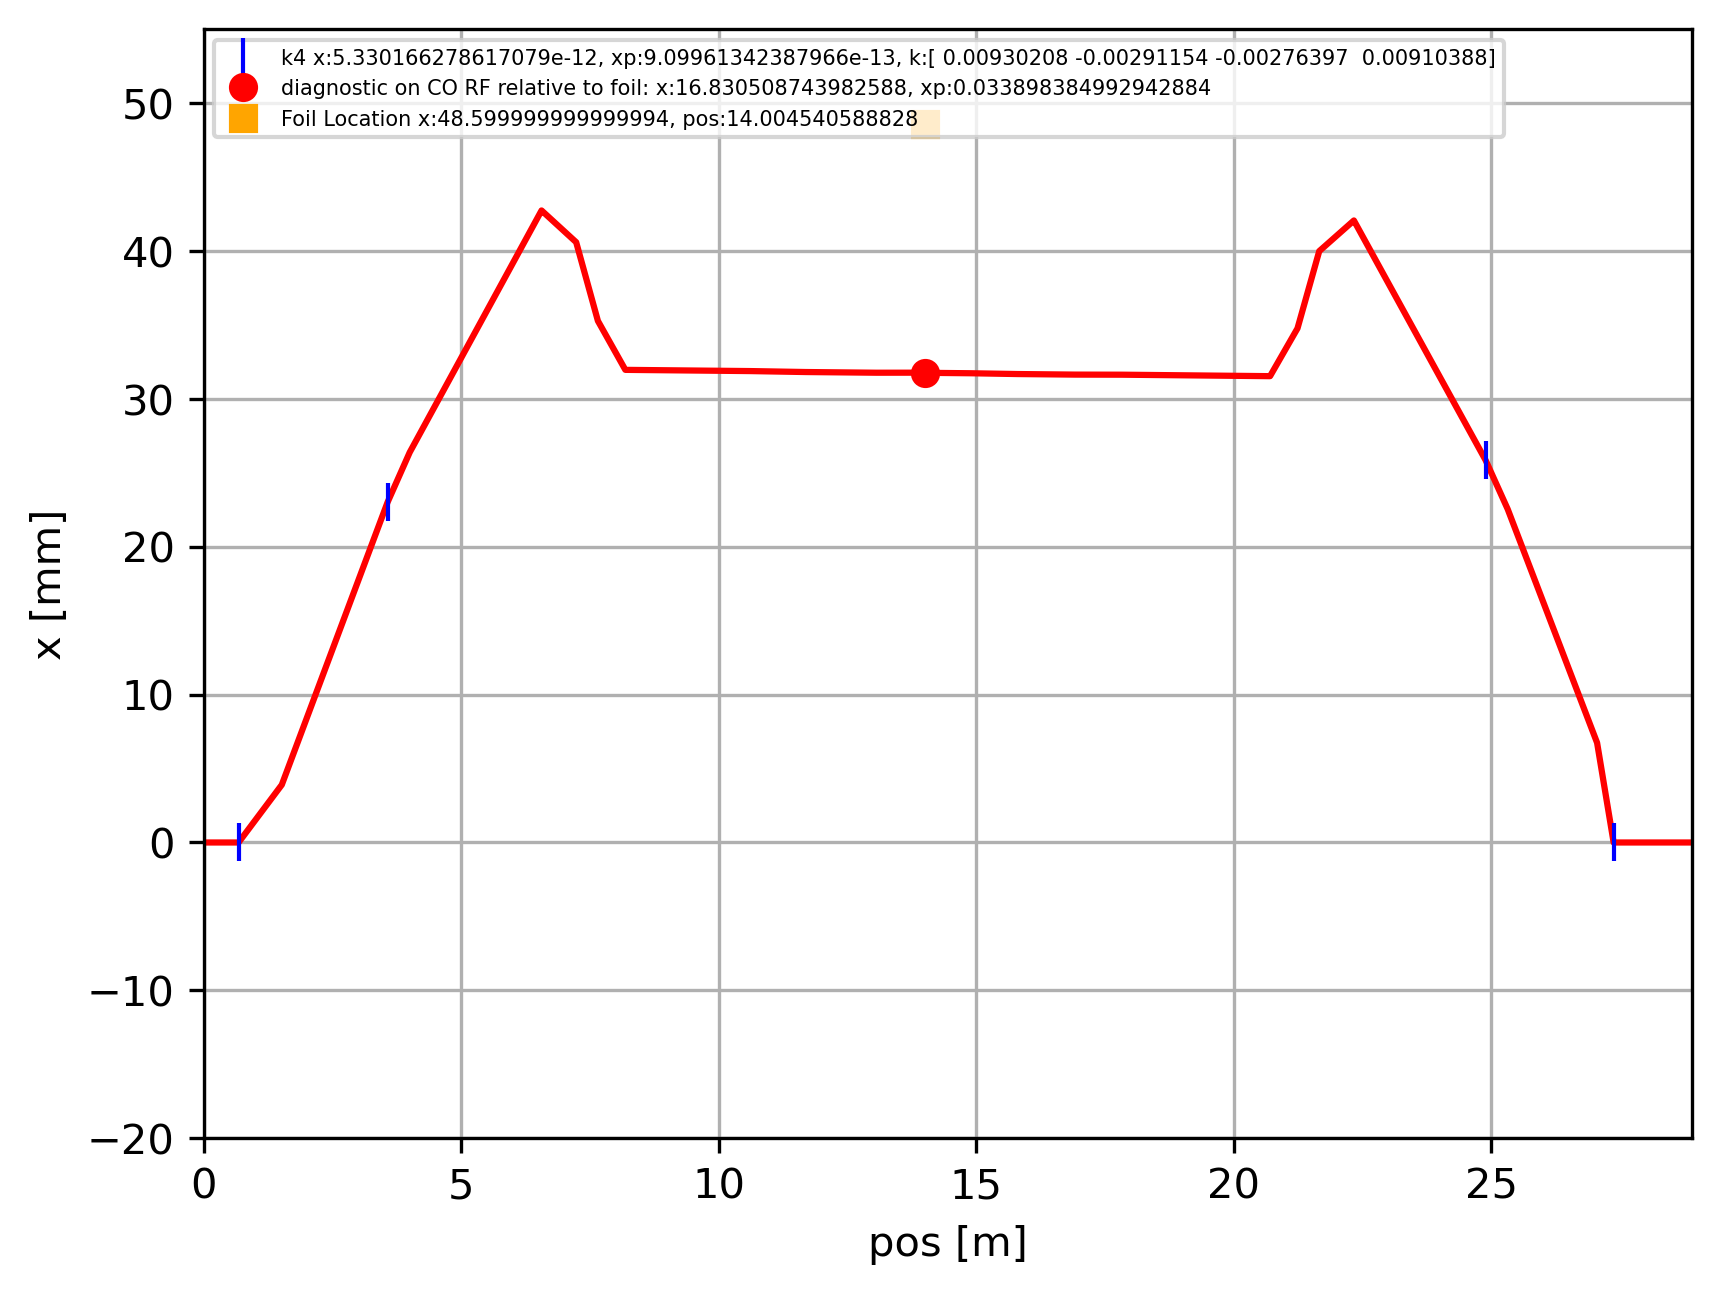 k4 x:5.330166278617079e-12, xp:9.09961342387966e-13, k:[ 0.00930208 -0.00291154 -0.00276397  0.00910388]
diagnostic on CO RF relative to foil: x:16.830508743982588, xp:0.033898384992942884
Foil Location x:48.599999999999994, pos:14.004540588828
50
40
30
20
10
0
−10
−20
x [mm]
0 5 10 15 20 25
pos [m]